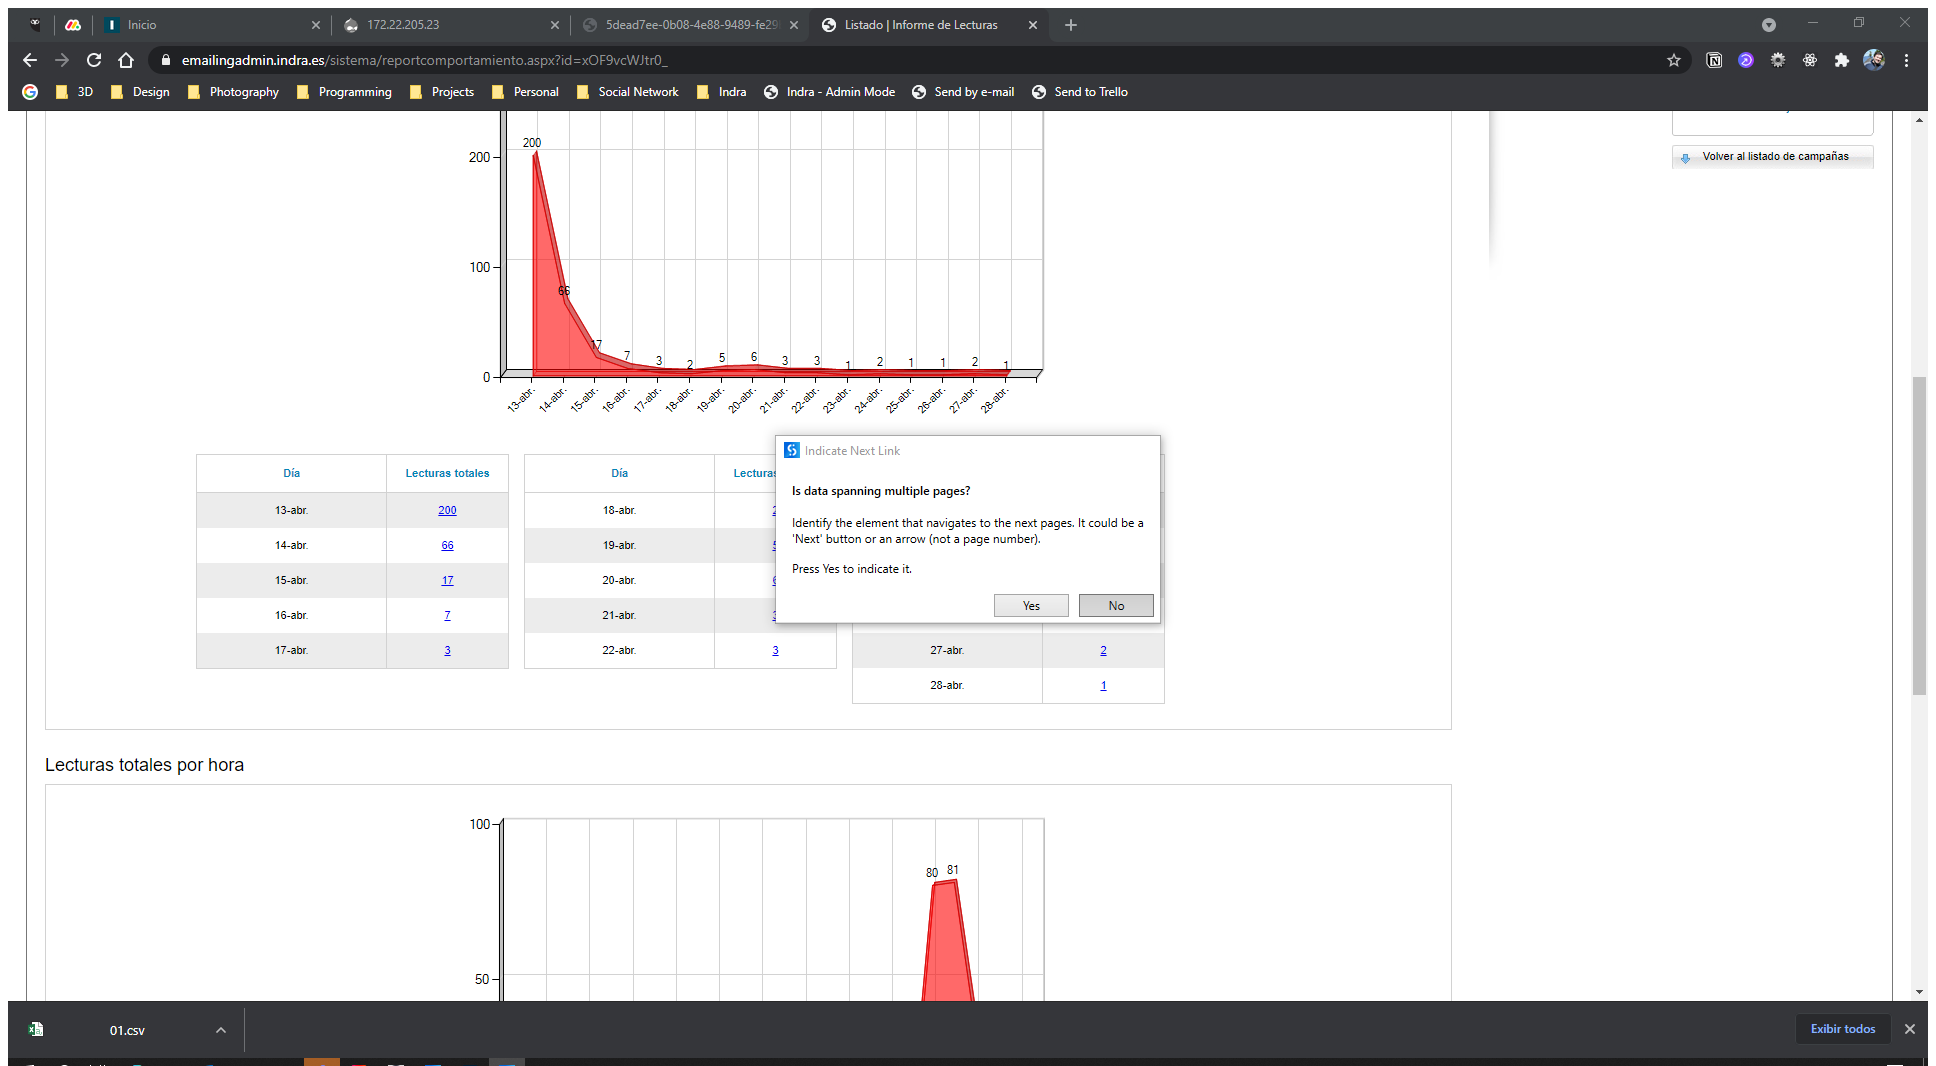 Inicio
172.22.205.23
5dead7ee-0b08-4e88-9489-fe29
Listado | Informe de Lecturas
emailingadmin.indra.es/sistema/reportcomportamiento.aspx?id=xOF9vcWJtr0_
3D
Design
Photography
Programming
Projects
Personal
Social Network
Indra
Indra - Admin Mode
Send by e-mail
Send to Trello
Volver al listado de campañas
200
100
0
200
66
17
7
3
2
5
6
3
3
1
2
1
1
2
1
13-abr.
14-abr.
15-abr.
16-abr.
17-abr.
18-abr.
19-abr.
20-abr.
21-abr.
22-abr.
23-abr.
24-abr.
25-abr.
26-abr.
27-abr.
28-abr.
Día Lecturas totales
13-abr. 200
14-abr. 66
15-abr. 17
16-abr. 7
17-abr. 3
Día Lecturas
18-abr.
19-abr.
20-abr.
21-abr.
22-abr. 3
27-abr. 2
28-abr. 1
Indicate Next Link
Is data spanning multiple pages?
Identify the element that navigates to the next pages. It could be a
'Next' button or an arrow (not a page number).
Press Yes to indicate it.
Yes
No
Lecturas totales por hora
100
50
80
81
01.csv
Exibir todos